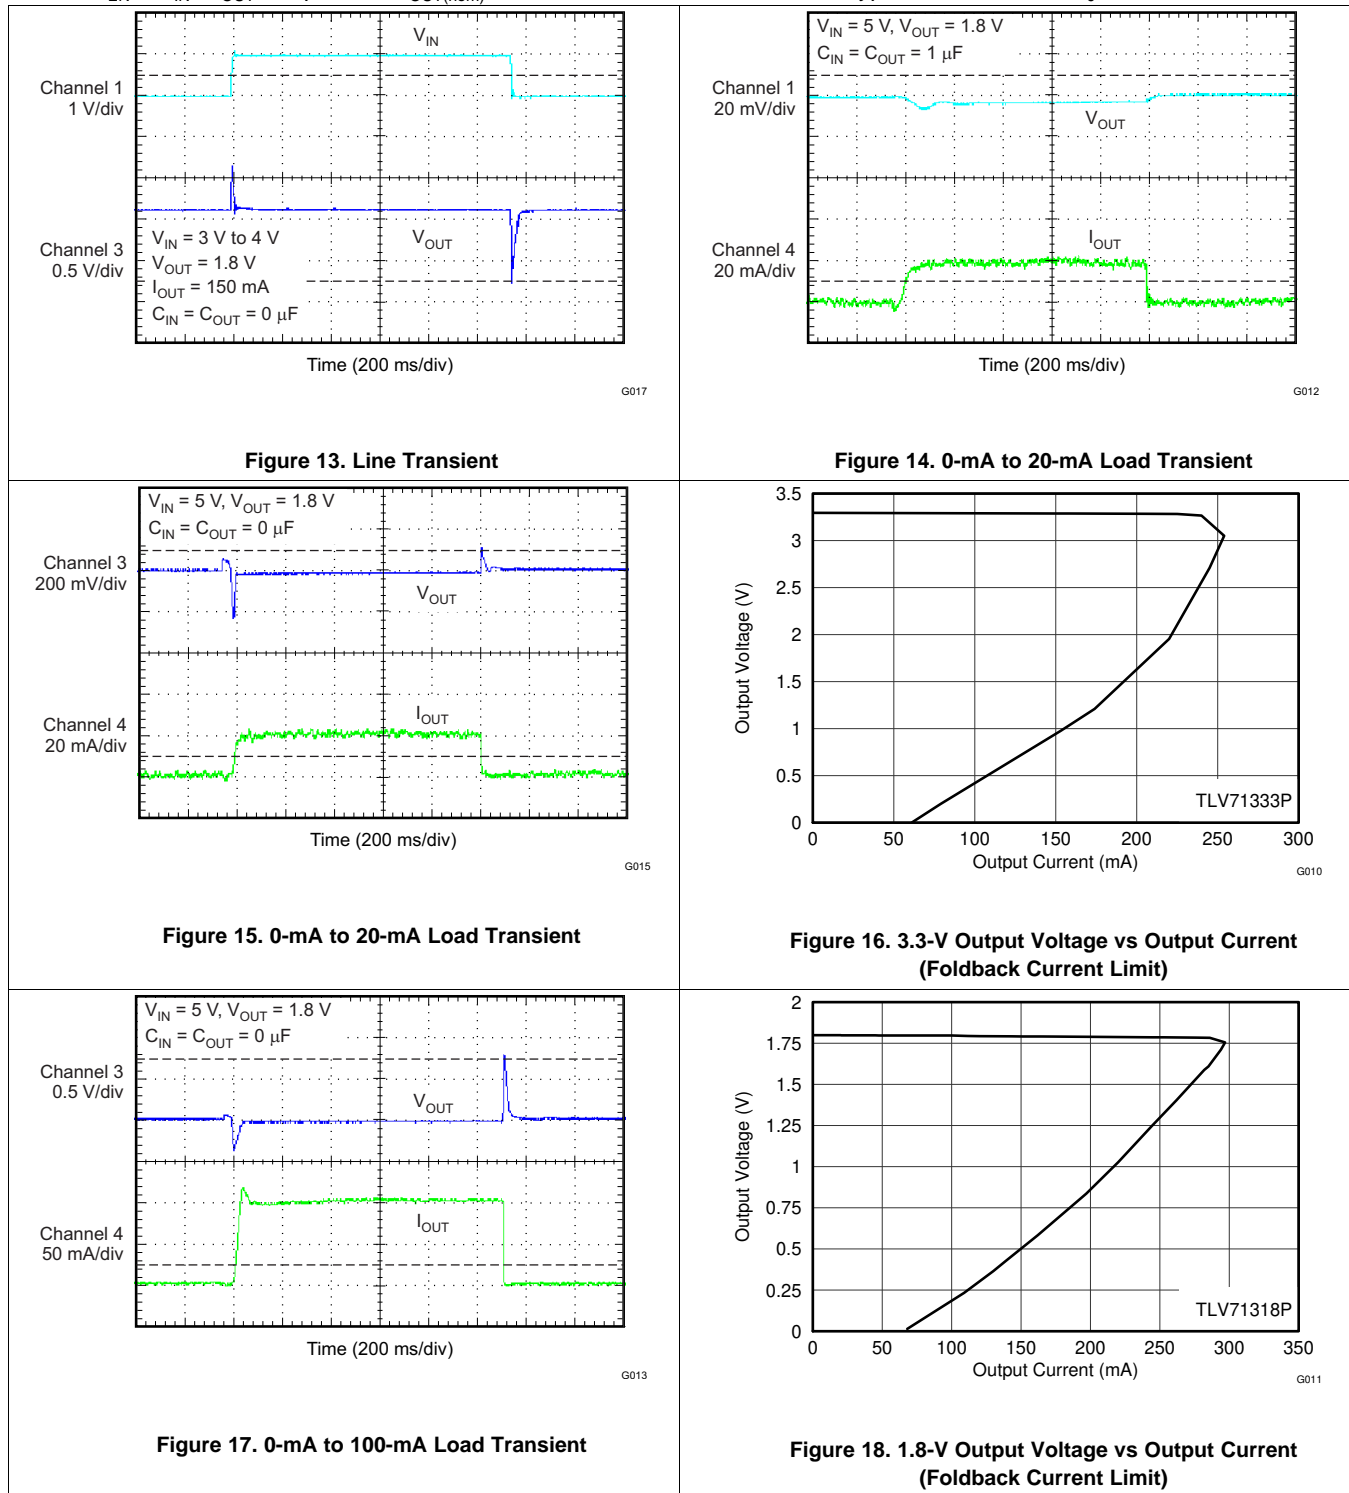 V_IN
Channel 1
1 V/div
Channel 3
0.5 V/div
V_IN = 3 V to 4 V
V_OUT = 1.8 V
I_OUT = 150 mA
C_IN = C_OUT = 0 μF
V_OUT
Time (200 ms/div)
G017
Figure 13. Line Transient
V_IN = 5 V, V_OUT = 1.8 V
C_IN = C_OUT = 1 μF
Channel 1
20 mV/div
V_OUT
Channel 4
20 mA/div
I_OUT
Time (200 ms/div)
G012
Figure 14. 0-mA to 20-mA Load Transient
V_IN = 5 V, V_OUT = 1.8 V
C_IN = C_OUT = 0 μF
Channel 3
200 mV/div
V_OUT
Channel 4
20 mA/div
I_OUT
Time (200 ms/div)
G015
Figure 15. 0-mA to 20-mA Load Transient
3.5
3
2.5
2
1.5
1
0.5
0
Output Voltage (V)
TLV71333P
0 50 100 150 200 250 300
Output Current (mA)
G010
Figure 16. 3.3-V Output Voltage vs Output Current
(Foldback Current Limit)
V_IN = 5 V, V_OUT = 1.8 V
C_IN = C_OUT = 0 μF
Channel 3
0.5 V/div
V_OUT
Channel 4
50 mA/div
I_OUT
Time (200 ms/div)
G013
Figure 17. 0-mA to 100-mA Load Transient
2
1.75
1.5
1.25
1
0.75
0.5
0.25
0
Output Voltage (V)
TLV71318P
0 50 100 150 200 250 300 350
Output Current (mA)
G011
Figure 18. 1.8-V Output Voltage vs Output Current
(Foldback Current Limit)